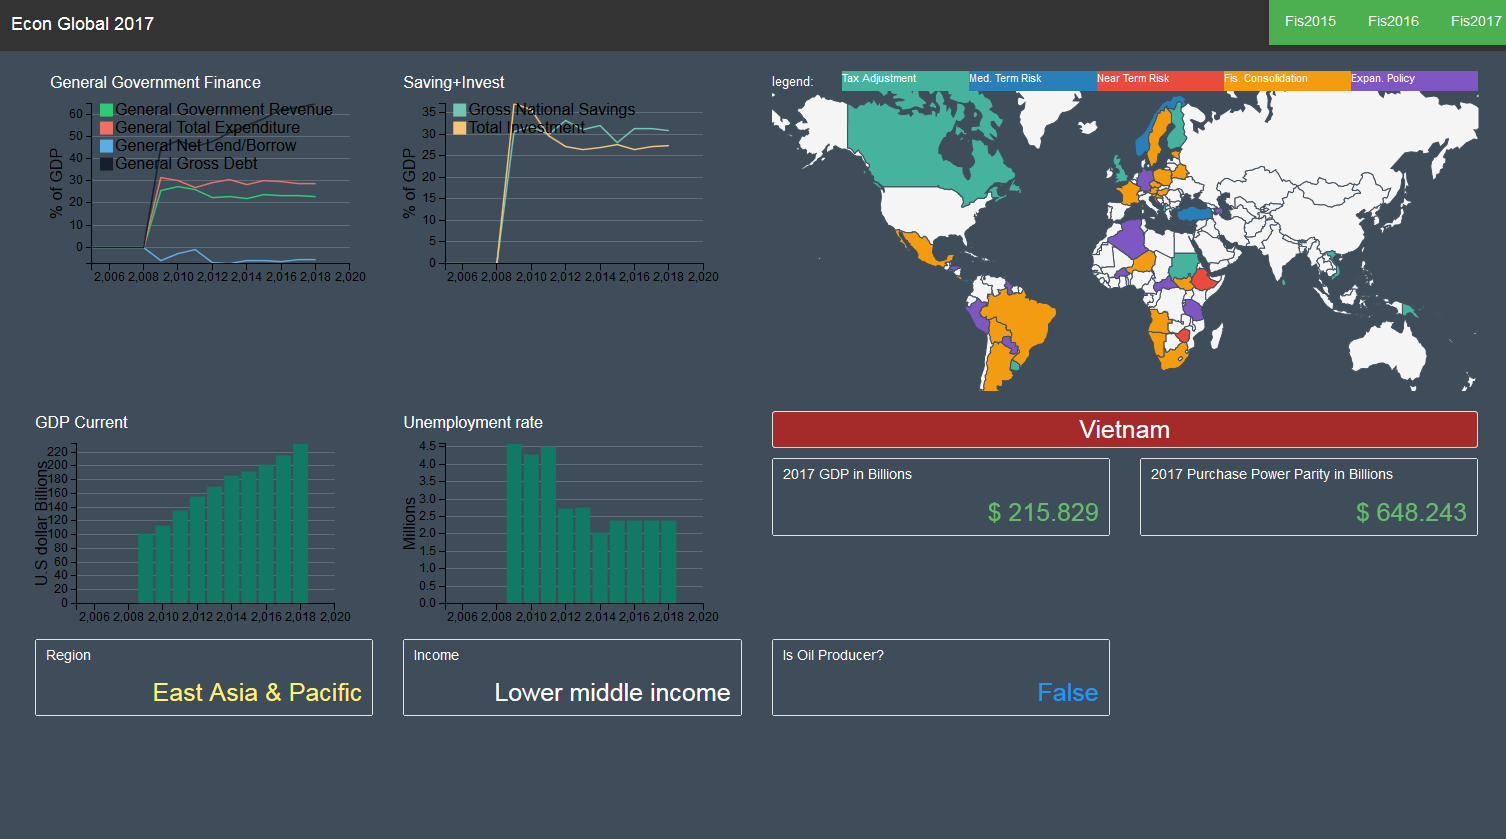 Econ Global 2017
Fis2015 Fis2016 Fis2017
General Government Finance
General Government Revenue
General Total Expenditure
General Net Lend/Borrow
General Gross Debt
% of GDP
60
50
40
30
20
10
0
2,006 2,008 2,010 2,012 2,014 2,016 2,018 2,020
Saving+Invest
Gross National Savings
Total Investment
% of GDP
35
30
25
20
15
10
5
0
2,006 2,008 2,010 2,012 2,014 2,016 2,018 2,020
legend: Tax Adjustment Med. Term Risk Near Term Risk Fis. Consolidation Expan. Policy
GDP Current
U.S dollar Billions
220
200
180
160
140
120
100
80
60
40
20
0
2,006 2,008 2,010 2,012 2,014 2,016 2,018 2,020
Unemployment rate
Millions
4.5
4.0
3.5
3.0
2.5
2.0
1.5
1.0
0.5
0.0
2,006 2,008 2,010 2,012 2,014 2,016 2,018 2,020
Vietnam
2017 GDP in Billions
$ 215.829
2017 Purchase Power Parity in Billions
$ 648.243
Region
East Asia & Pacific
Income
Lower middle income
Is Oil Producer?
False